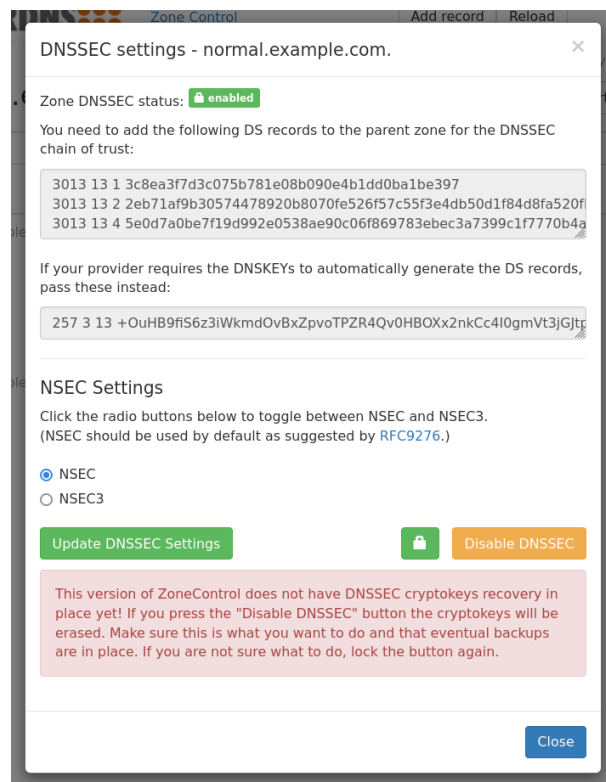 Zone Control Add record Reload
DNSSEC settings - normal.example.com. ×
Zone DNSSEC status: enabled
You need to add the following DS records to the parent zone for the DNSSEC
chain of trust:
3013 13 1 3c8ea3f7d3c075b781e08b090e4b1dd0ba1be397
3013 13 2 2eb71af9b30574478920b8070fe526f57c55f3e4db50d1f84d8fa520f
3013 13 4 5e0d7a0be7f19d992e0538ae90c06f869783ebec3a7399c1f7770b4a
If your provider requires the DNSKEYs to automatically generate the DS records,
pass these instead:
257 3 13 +OuHB9fiS6z3iWkmdOvBxZpvoTPZR4Qv0HBOXx2nkCc4I0gmVt3jGJtp
NSEC Settings
Click the radio buttons below to toggle between NSEC and NSEC3.
(NSEC should be used by default as suggested by RFC9276.)
NSEC
NSEC3
Update DNSSEC Settings Disable DNSSEC
This version of ZoneControl does not have DNSSEC cryptokeys recovery in
place yet! If you press the "Disable DNSSEC" button the cryptokeys will be
erased. Make sure this is what you want to do and that eventual backups
are in place. If you are not sure what to do, lock the button again.
Close